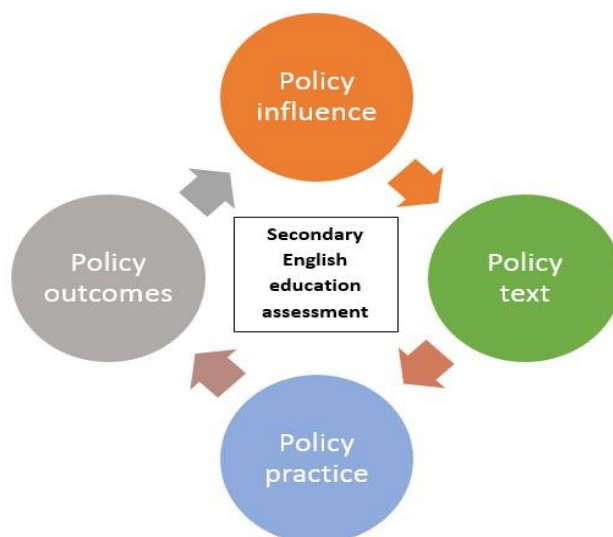 Policy
influence
Secondary
English
education
assessment
Policy
outcomes
Policy
text
Policy
practice